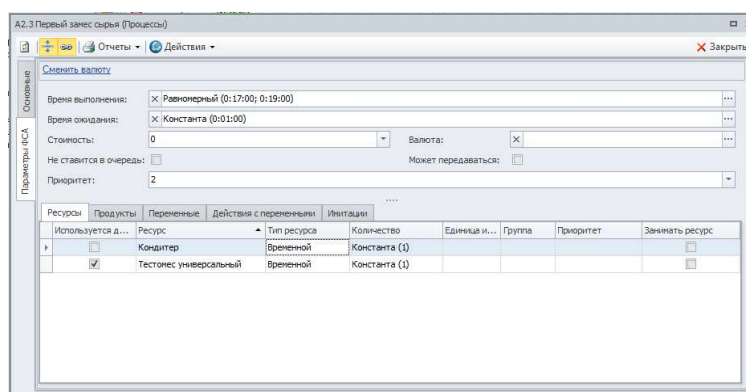 A2.3 Первый замес сырья (Процессы)
Отчеты Действия Закрыть
Сменить валюту
Основные
Параметры ФСА
Время выполнения: Равномерный (0:17:00; 0:19:00)
Время ожидания: Константа (0:01:00)
Стоимость: 0 Валюта:
Не ставится в очередь: Может передаваться:
Приоритет: 2
Ресурсы Продукты Переменные Действия с переменными Имитации
Используется д... Ресурс Тип ресурса Количество Единица и... Группа Приоритет Занимать ресурс
Кондитер Временной Константа (1)
Тестомес универсальный Временной Константа (1)